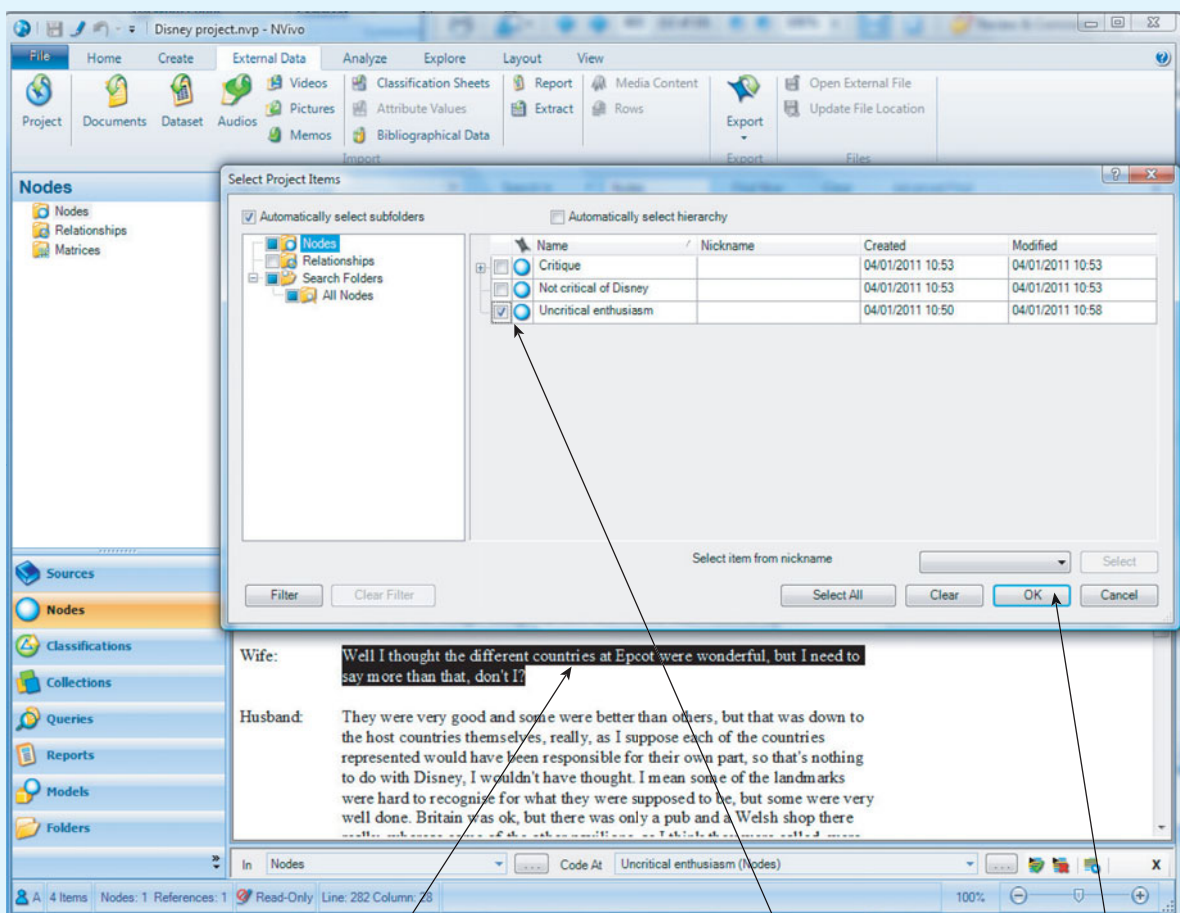 Disney project.nvp - NVivo
File Home Create External Data Analyze Explore Layout View
Project Documents Dataset Audios
Videos Classification Sheets Report Media Content Export Open External File
Pictures Attribute Values Extract Rows Update File Location
Memos Bibliographical Data
Import Export Files
Nodes
Nodes
Relationships
Matrices
Select Project Items
Automatically select subfolders Automatically select hierarchy
Nodes
Relationships
Search Folders
All Nodes
Name Nickname Created Modified
Critique 04/01/2011 10:53 04/01/2011 10:53
Not critical of Disney 04/01/2011 10:53 04/01/2011 10:53
Uncritical enthusiasm 04/01/2011 10:50 04/01/2011 10:58
Select item from nickname Select
Filter Clear Filter Select All Clear OK Cancel
Sources
Nodes
Classifications
Collections
Queries
Reports
Models
Folders
Wife: Well I thought the different countries at Epcot were wonderful, but I need to
say more than that, don't I?
Husband: They were very good and some were better than others, but that was down to
the host countries themselves, really, as I suppose each of the countries
represented would have been responsible for their own part, so that's nothing
to do with Disney, I wouldn't have thought. I mean some of the landmarks
were hard to recognise for what they were supposed to be, but some were very
well done. Britain was ok, but there was only a pub and a Welsh shop there
In Nodes ... Code At Uncritical enthusiasm (Nodes) ... X
A 4 Items Nodes: 1 References: 1 Read-Only Line: 282 Column: 28 100%